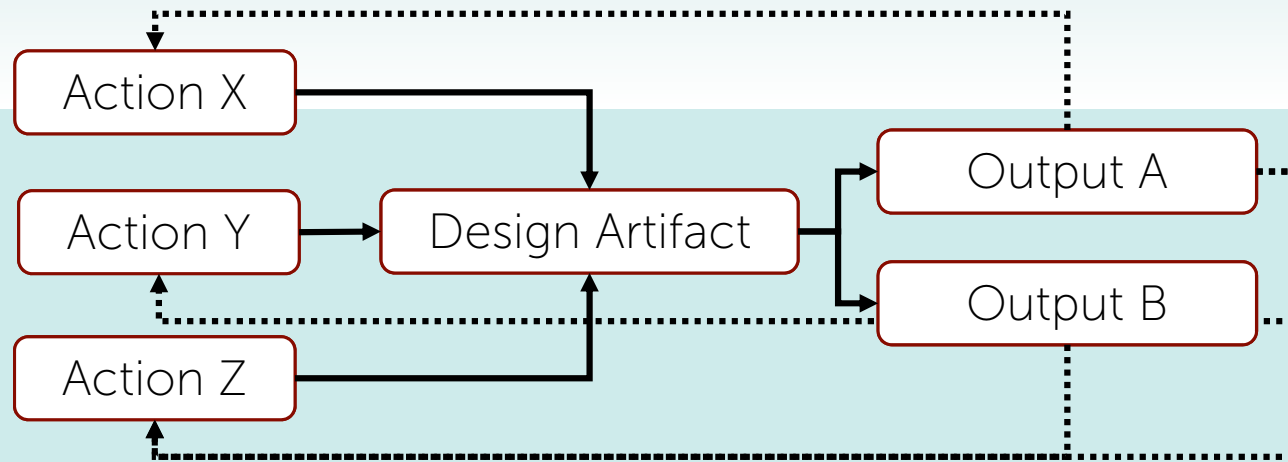 Action X
Output A
Action Y
Design Artifact
Output B
Action Z